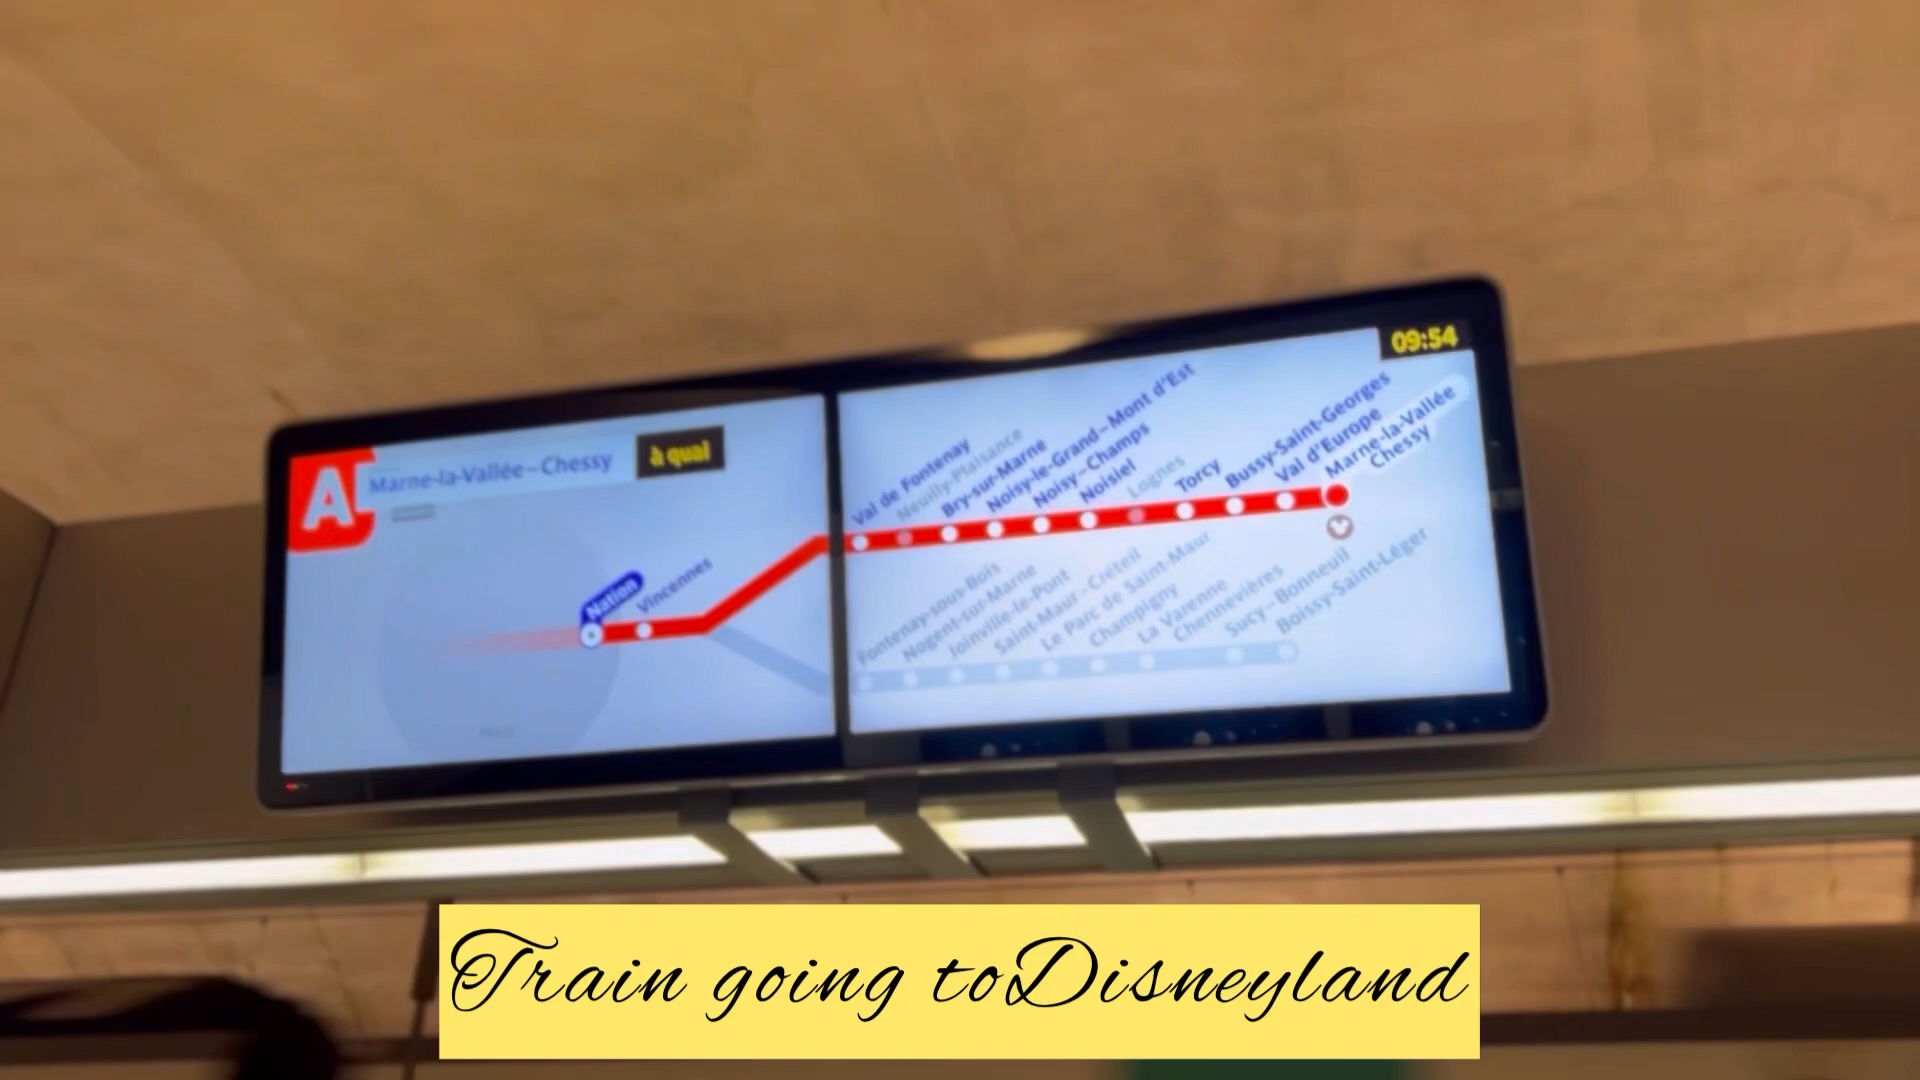 A
Marne-la-Vallée–Chessy
à quai
09:54
Nation
Vincennes
Val de Fontenay
Neuilly-Plaisance
Bry-sur-Marne
Noisy-le-Grand–Mont d'Est
Noisy–Champs
Noisiel
Lognes
Torcy
Bussy-Saint-Georges
Val d'Europe
Marne-la-Vallée
Chessy
Fontenay-sous-Bois
Nogent-sur-Marne
Joinville-le-Pont
Saint-Maur–Créteil
Le Parc de Saint-Maur
Champigny
La Varenne
Chennevières
Sucy–Bonneuil
Boissy-Saint-Léger
PARIS
Train going toDisneyland